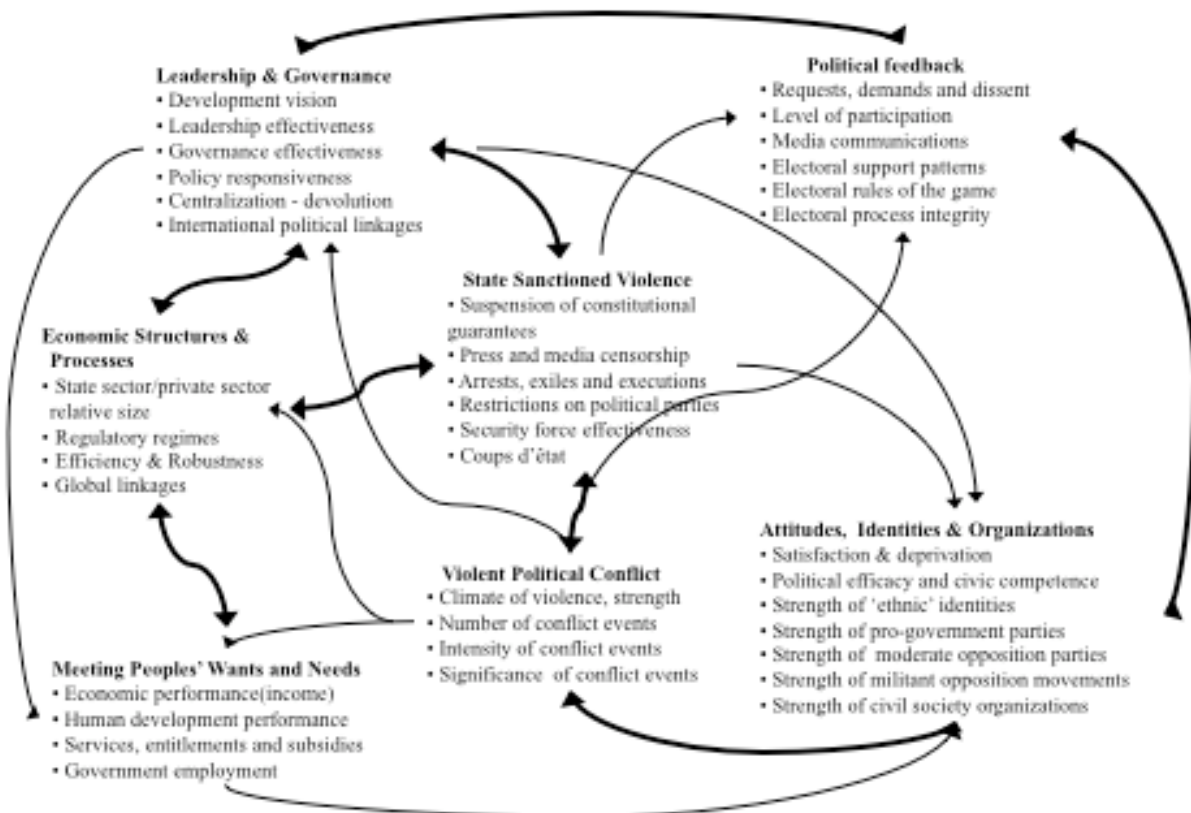 Leadership & Governance
• Development vision
• Leadership effectiveness
• Governance effectiveness
• Policy responsiveness
• Centralization - devolution
• International political linkages
Political feedback
• Requests, demands and dissent
• Level of participation
• Media communications
• Electoral support patterns
• Electoral rules of the game
• Electoral process integrity
State Sanctioned Violence
• Suspension of constitutional
guarantees
• Press and media censorship
• Arrests, exiles and executions
• Restrictions on political parties
• Security force effectiveness
• Coups d'état
Economic Structures &
Processes
• State sector/private sector
relative size
• Regulatory regimes
• Efficiency & Robustness
• Global linkages
Violent Political Conflict
• Climate of violence, strength
• Number of conflict events
• Intensity of conflict events
• Significance of conflict events
Attitudes, Identities & Organizations
• Satisfaction & deprivation
• Political efficacy and civic competence
• Strength of 'ethnic' identities
• Strength of pro-government parties
• Strength of moderate opposition parties
• Strength of militant opposition movements
• Strength of civil society organizations
Meeting Peoples' Wants and Needs
• Economic performance(income)
• Human development performance
• Services, entitlements and subsidies
• Government employment